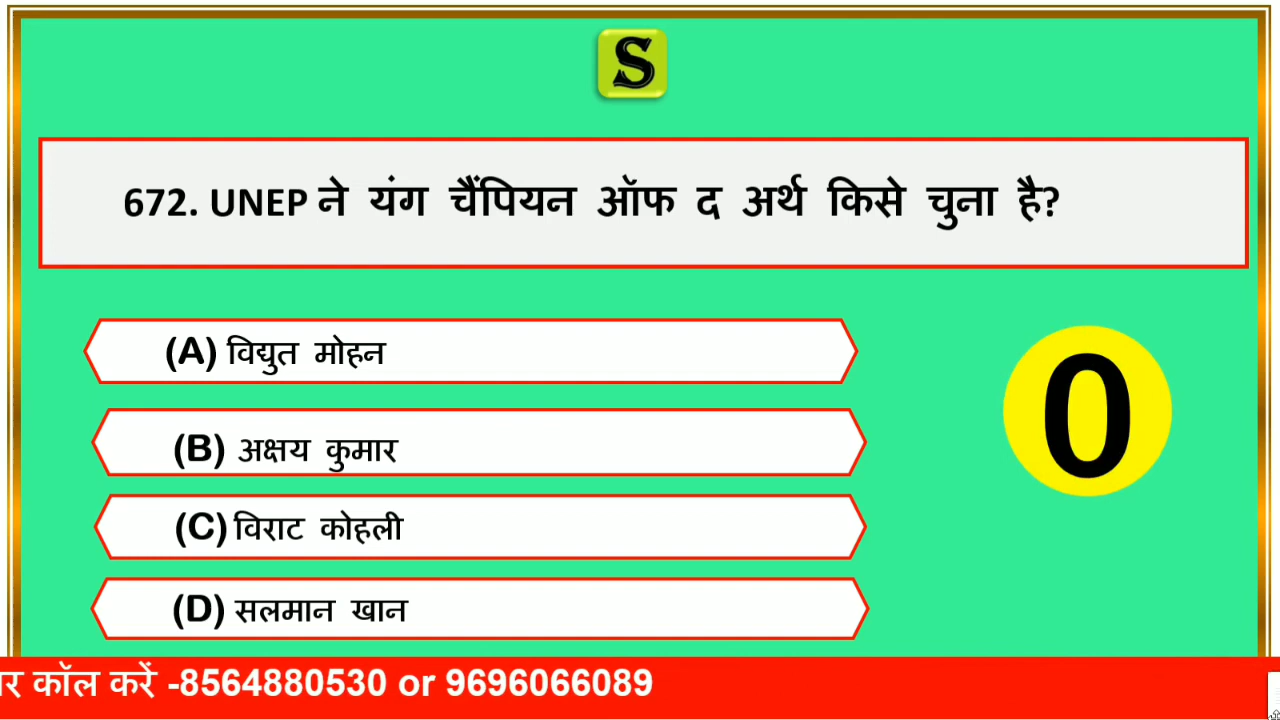 S
672. UNEP ने यंग चैंपियन ऑफ द अर्थ किसे चुना है?
(A) विद्युत मोहन
(B) अक्षय कुमार
(C) विराट कोहली
(D) सलमान खान
0
र कॉल करें -8564880530 or 9696066089